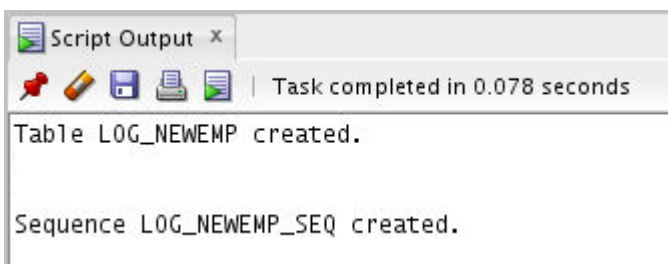 Script Output x
Task completed in 0.078 seconds
Table LOG_NEWEMP created.
Sequence LOG_NEWEMP_SEQ created.